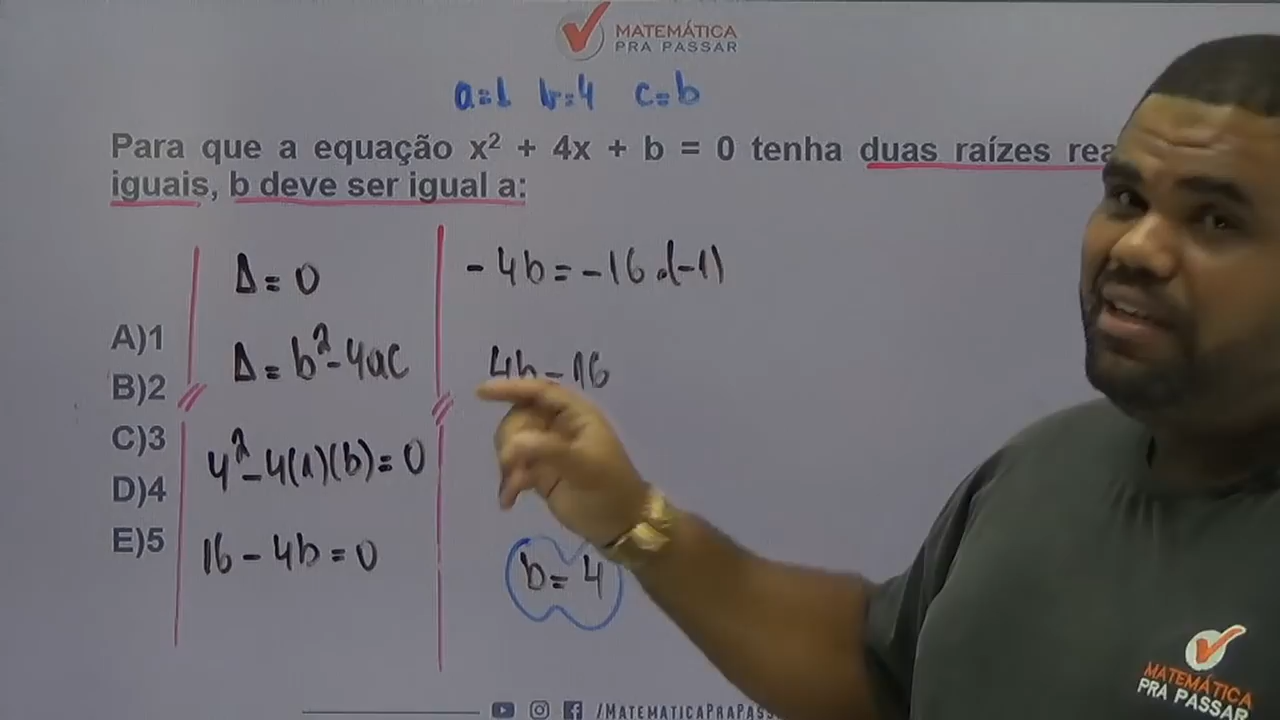 MATEMÁTICA
PRA PASSAR
a=1 b=4 c=b
Para que a equação x² + 4x + b = 0 tenha duas raízes
iguais, b deve ser igual a:
Δ = 0
Δ = b² - 4ac
4² - 4(1)(b) = 0
16 - 4b = 0
A)1
B)2
C)3
D)4
E)5
- 4b = -16 .(-1)
4b = 16
b = 4
MATEMÁTICA
PRA PASSAR